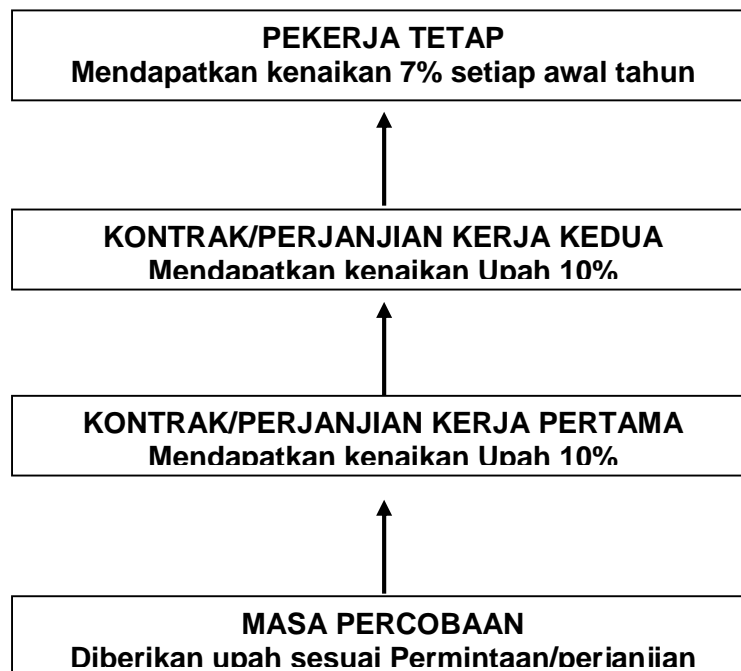 PEKERJA TETAP
Mendapatkan kenaikan 7% setiap awal tahun
KONTRAK/PERJANJIAN KERJA KEDUA
Mendapatkan kenaikan Upah 10%
KONTRAK/PERJANJIAN KERJA PERTAMA
Mendapatkan kenaikan Upah 10%
MASA PERCOBAAN
Diberikan upah sesuai Permintaan/perjanjian